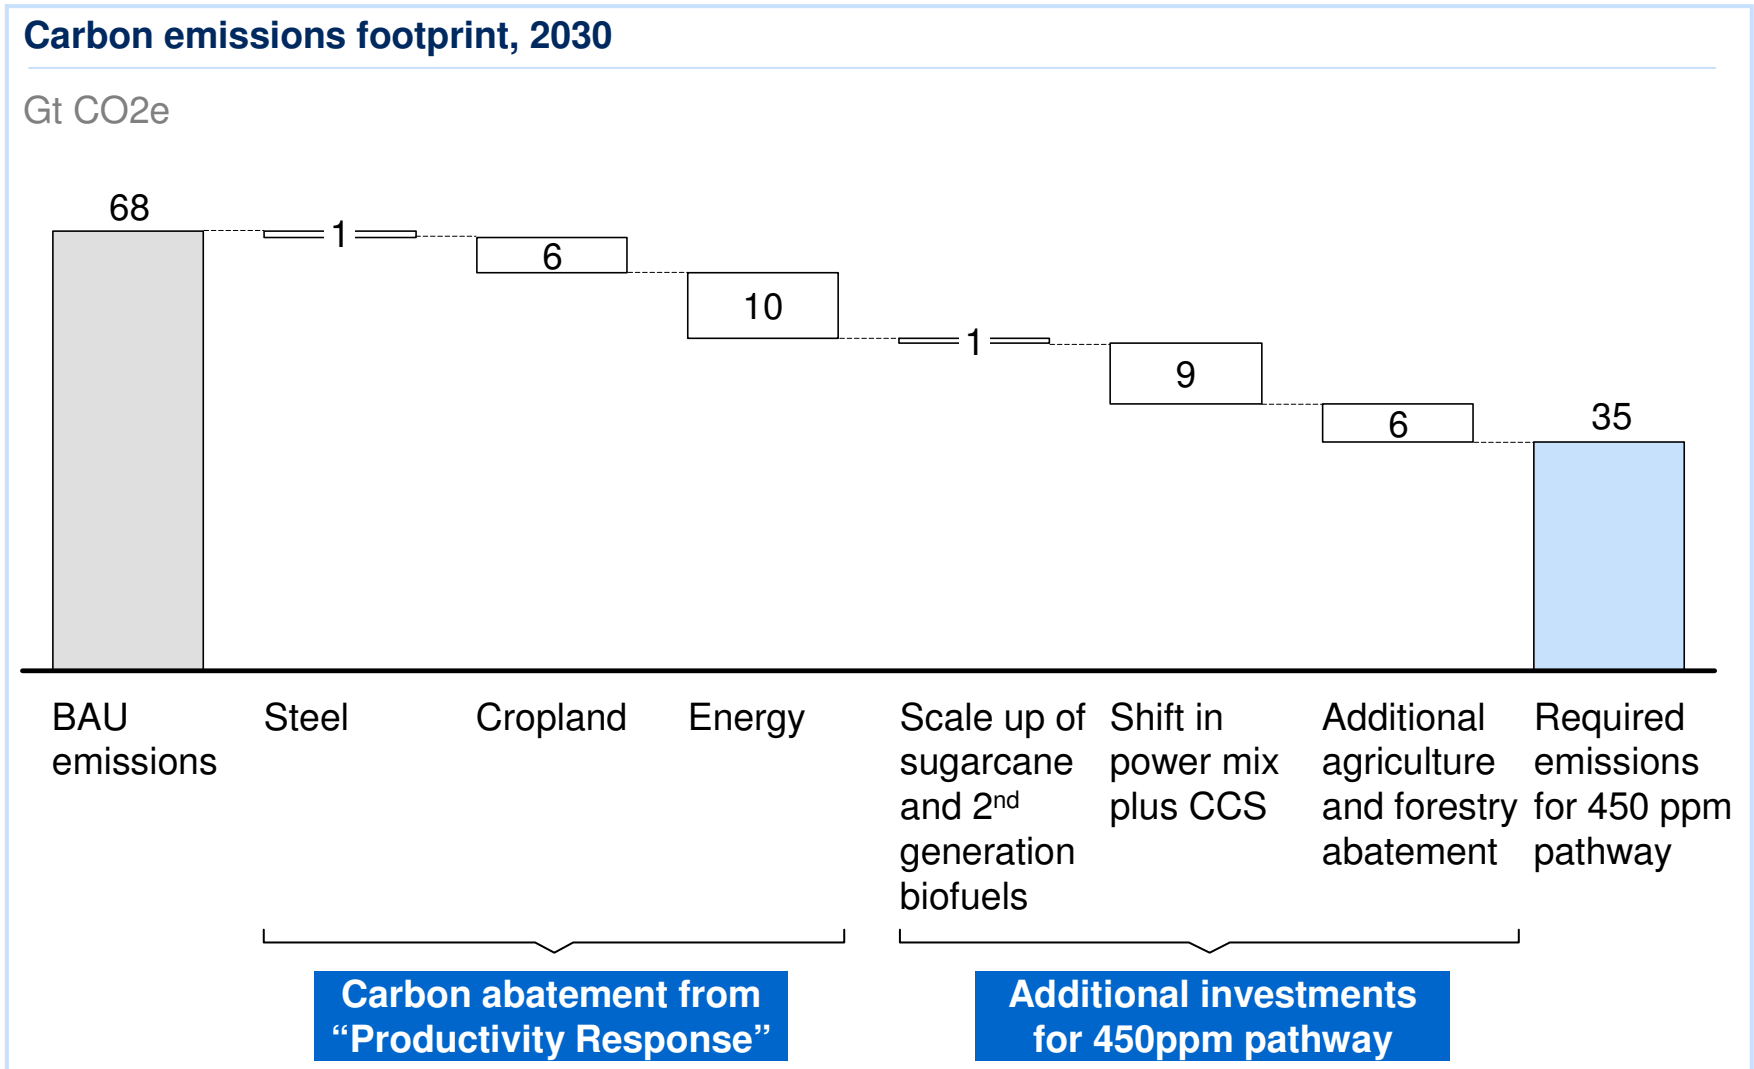 Carbon emissions footprint, 2030
Gt CO2e
68
1
6
10
1
9
6
35
BAU
emissions
Steel
Cropland
Energy
Scale up of
sugarcane
and 2nd
generation
biofuels
Shift in
power mix
plus CCS
Additional
agriculture
and forestry
abatement
Required
emissions
for 450 ppm
pathway
Carbon abatement from
“Productivity Response”
Additional investments
for 450ppm pathway